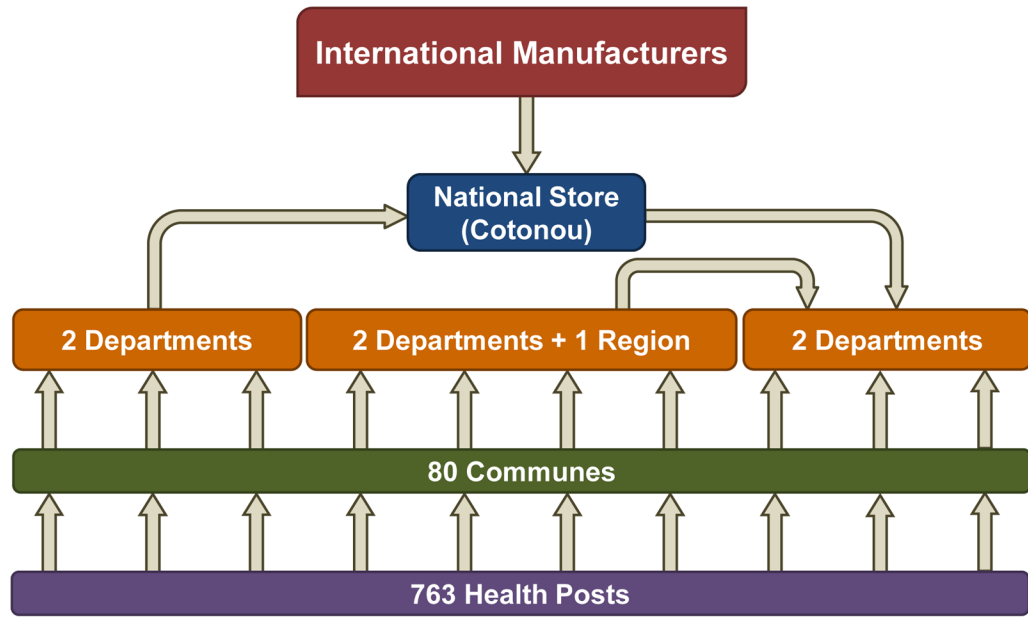 International Manufacturers
National Store
(Cotonou)
2 Departments
2 Departments + 1 Region
2 Departments
80 Communes
763 Health Posts